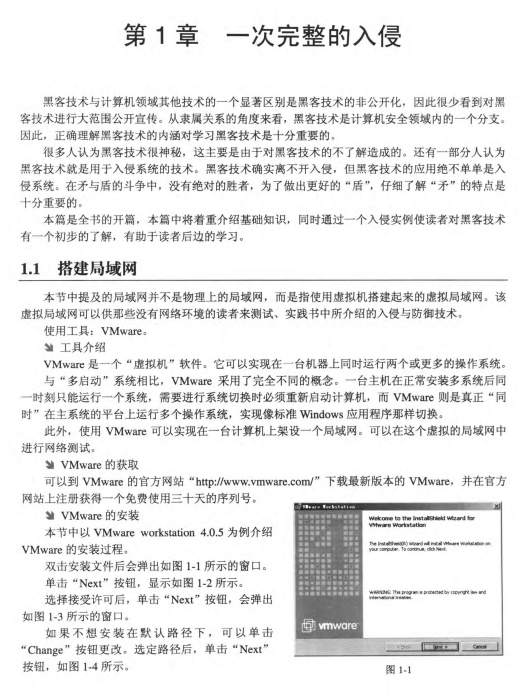 第 1 章　一次完整的入侵
黑客技术与计算机领域其他技术的一个显著区别是黑客技术的非公开化，因此很少看到对黑
客技术进行大范围公开宣传。从隶属关系的角度来看，黑客技术是计算机安全领域内的一个分支。
因此，正确理解黑客技术的内涵对学习黑客技术是十分重要的。
很多人认为黑客技术很神秘，这主要是由于对黑客技术的不了解造成的。还有一部分人认为
黑客技术就是用于入侵系统的技术。黑客技术确实离不开入侵，但黑客技术的应用绝不单单是入
侵系统。在矛与盾的斗争中，没有绝对的胜者，为了做出更好的“盾”，仔细了解“矛”的特点是
十分重要的。
本篇是全书的开篇，本篇中将着重介绍基础知识，同时通过一个入侵实例使读者对黑客技术
有一个初步的了解，有助于读者后边的学习。
1.1　搭建局域网
本节中提及的局域网并不是物理上的局域网，而是指使用虚拟机搭建起来的虚拟局域网。该
虚拟局域网可以供那些没有网络环境的读者来测试、实践书中所介绍的入侵与防御技术。
使用工具：VMware。
工具介绍
VMware 是一个“虚拟机”软件。它可以实现在一台机器上同时运行两个或更多的操作系统。
与“多启动”系统相比，VMware 采用了完全不同的概念。一台主机在正常安装多系统后同
一时刻只能运行一个系统，需要进行系统切换时必须重新启动计算机，而 VMware 则是真正“同
时”在主系统的平台上运行多个操作系统，实现像标准 Windows 应用程序那样切换。
此外，使用 VMware 可以实现在一台计算机上架设一个局域网。可以在这个虚拟的局域网中
进行网络测试。
VMware 的获取
可以到 VMware 的官方网站“http://www.vmware.com/”下载最新版本的 VMware，并在官方
网站上注册获得一个免费使用三十天的序列号。
VMware 的安装
本节中以 VMware workstation 4.0.5 为例介绍
VMware 的安装过程。
双击安装文件后会弹出如图 1-1 所示的窗口。
单击“Next”按钮，显示如图 1-2 所示。
选择接受许可后，单击“Next”按钮，会弹出
如图 1-3 所示的窗口。
如果不想安装在默认路径下，可以单击
“Change”按钮更改。选定路径后，单击“Next”
按钮，如图 1-4 所示。
VMware Workstation
Welcome to the InstallShield Wizard for
VMware Workstation
The InstallShield(R) Wizard will install VMware Workstation on
your computer. To continue, click Next.
WARNING: This program is protected by copyright law and
international treaties.
vmware
< Back
Next >
Cancel
图 1-1